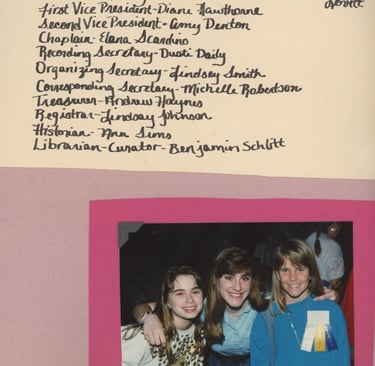 First Vice President-Diane Hawthorne
Second Vice President-Amy Denton
Chaplain-Elana Scardino
Recording Secretary-Dusti Daily
Organizing Secretary-Lindsey Smith
Corresponding Secretary-Michelle Robertson
Treasurer-Andrew Haynes
Registrar-Lindsay Johnson
Historian-Ann Sims
Librarian-Curator-Benjamin Schlitt